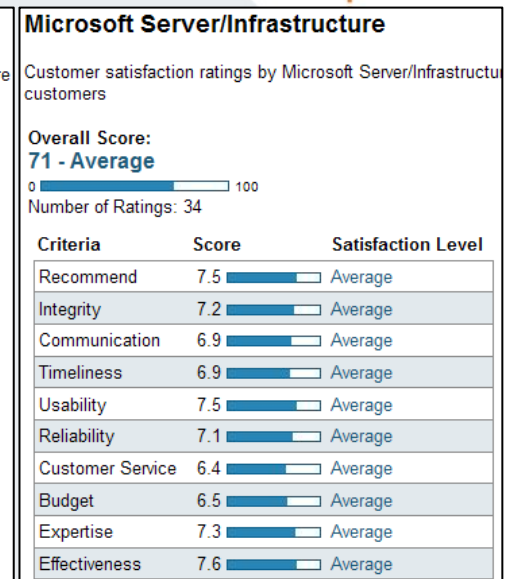 Microsoft Server/Infrastructure
re
Customer satisfaction ratings by Microsoft Server/Infrastructu
customers
Overall Score:
71 - Average
0 100
Number of Ratings: 34
Criteria Score Satisfaction Level
Recommend 7.5 Average
Integrity 7.2 Average
Communication 6.9 Average
Timeliness 6.9 Average
Usability 7.5 Average
Reliability 7.1 Average
Customer Service 6.4 Average
Budget 6.5 Average
Expertise 7.3 Average
Effectiveness 7.6 Average